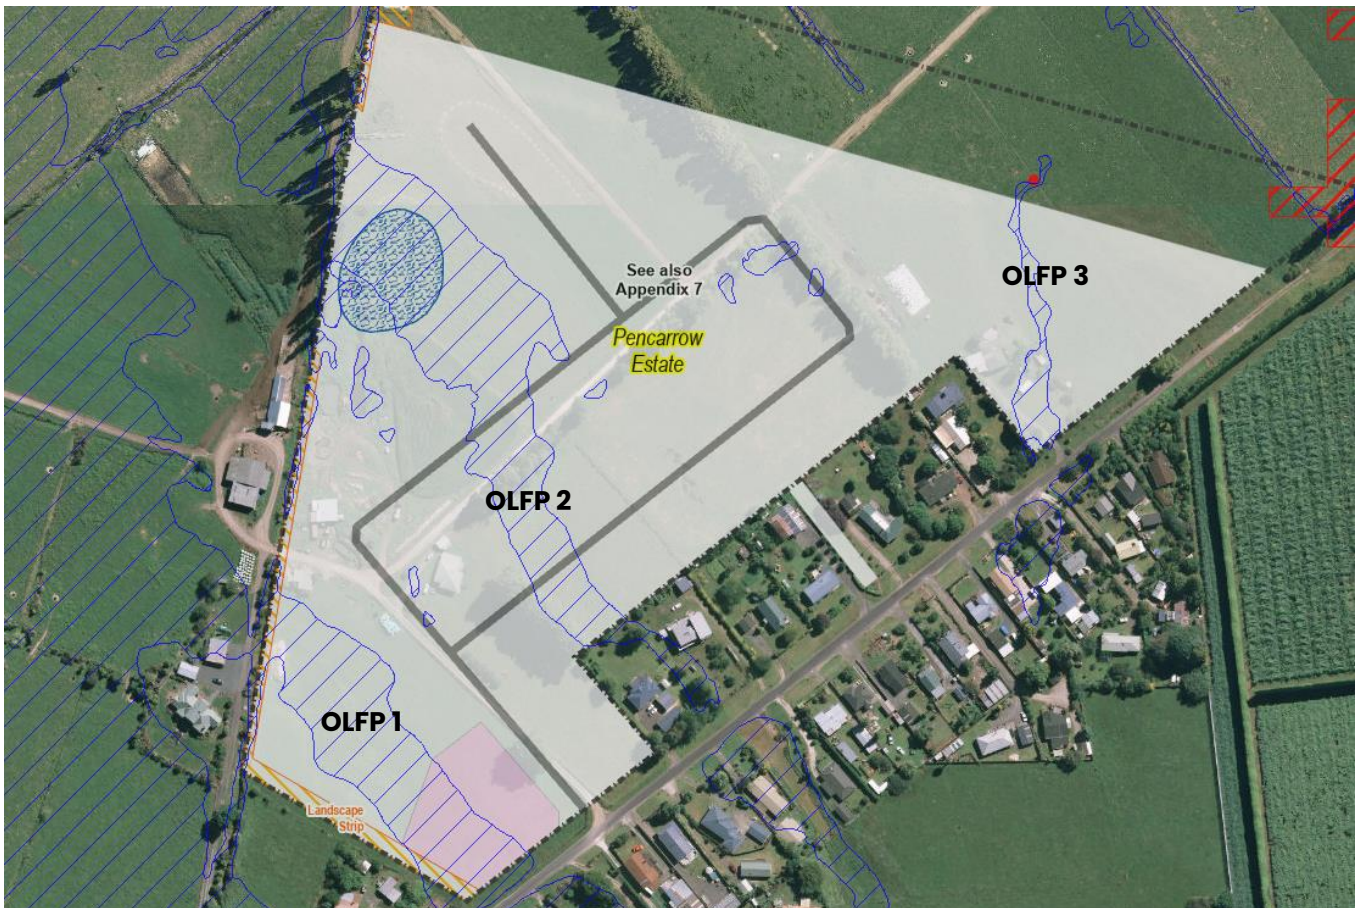 See also
Appendix 7
OLFP 3
Pencarrow
Estate
OLFP 2
OLFP 1
Landscape
Strip